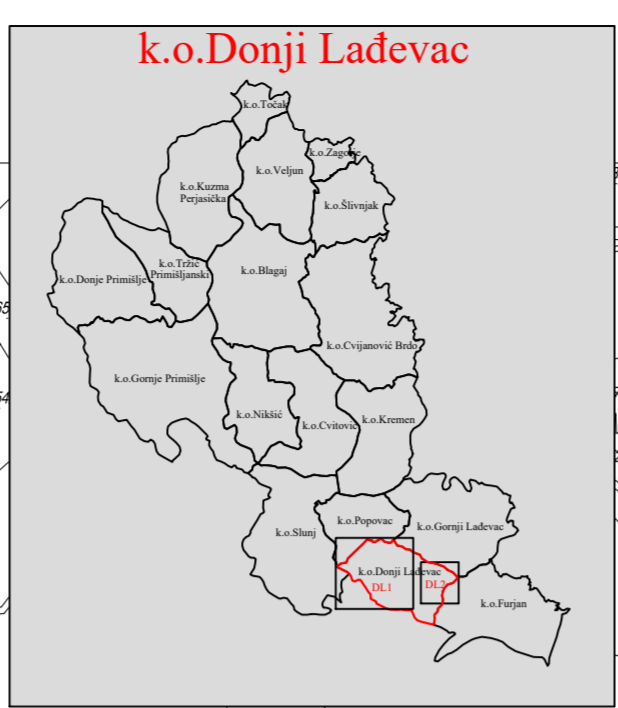 k.o.Donji Lađevac
k.o.Točak
k.o.Zagorje
k.o.Veljun
k.o.Kuzma
Perjasička
k.o.Šlivnjak
k.o.Tržić
Primišljanski
k.o.Donje Primišlje
k.o.Blagaj
k.o.Cvijanović Brdo
k.o.Gornje Primišlje
k.o.Nikšić
k.o.Cvitović
k.o.Kremen
k.o.Popovac
k.o.Gornji Lađevac
k.o.Slunj
k.o.Donji Lađevac
DL1
DL2
k.o.Furjan